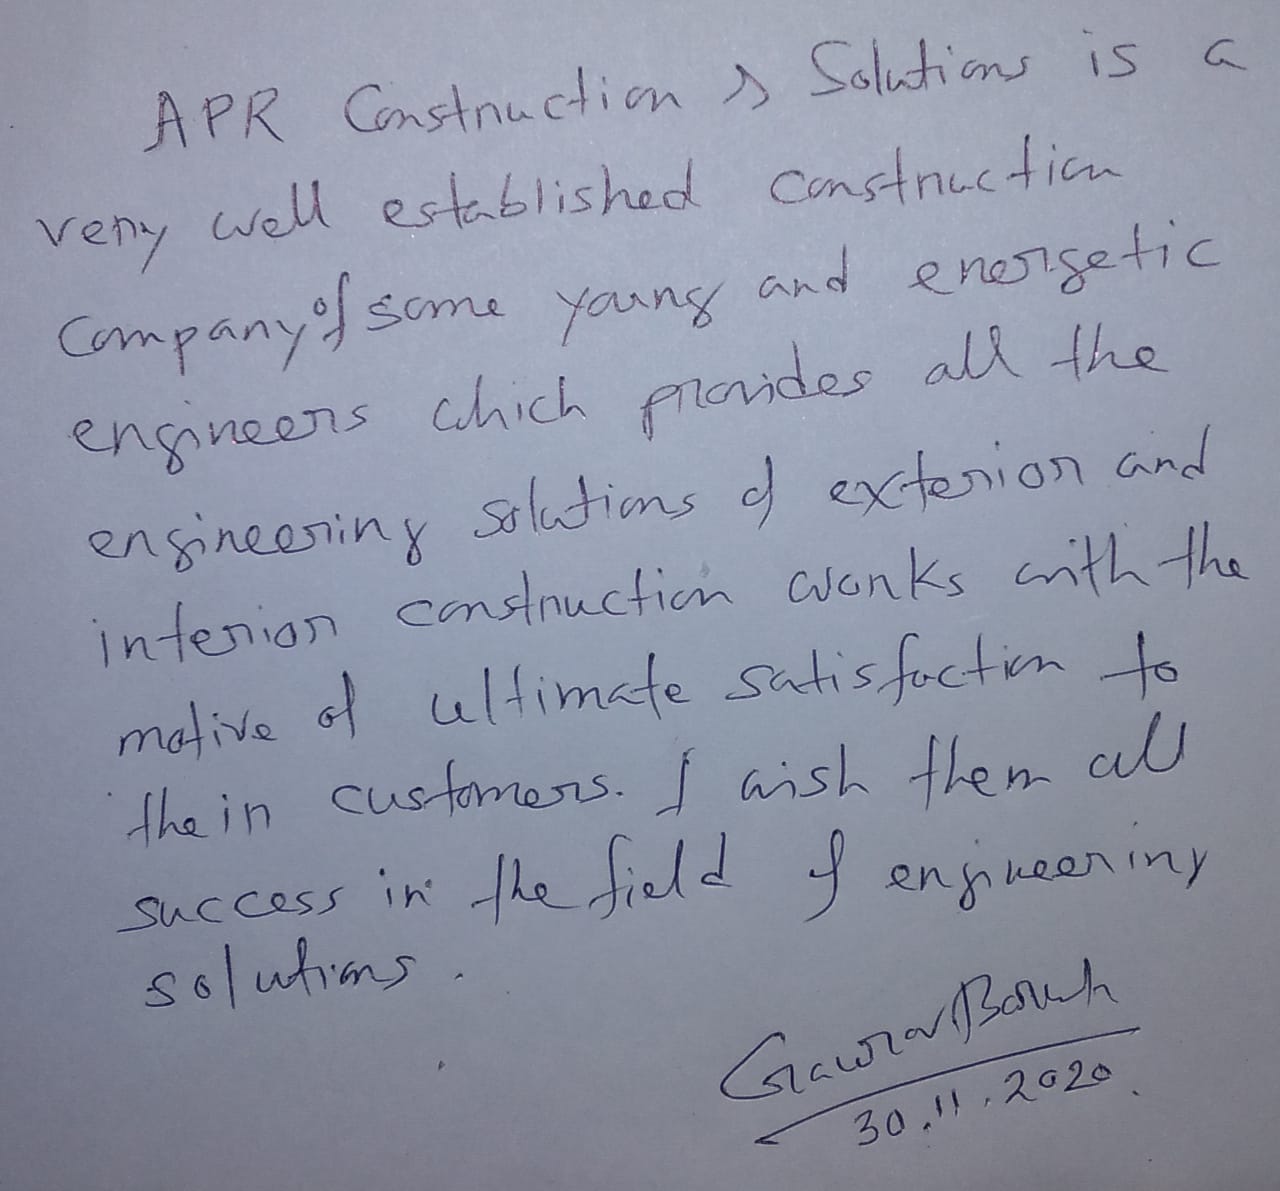 APR Construction & Solutions is a
very well established construction
company of some young and energetic
engineers which provides all the
engineering solutions of exterior and
interior construction works with the
motive of ultimate satisfaction to
their customers. I wish them all
success in the field of engineering
solutions.
Gaurav Boruah
30.11.2020.